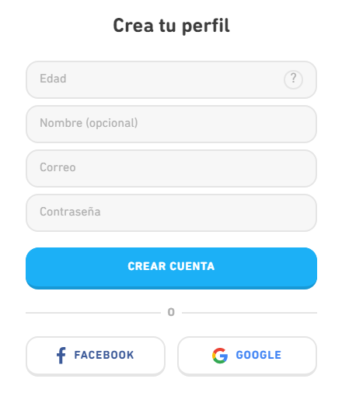 Crea tu perfil
Edad
?
Nombre (opcional)
Correo
Contraseña
CREAR CUENTA
O
FACEBOOK
GOOGLE